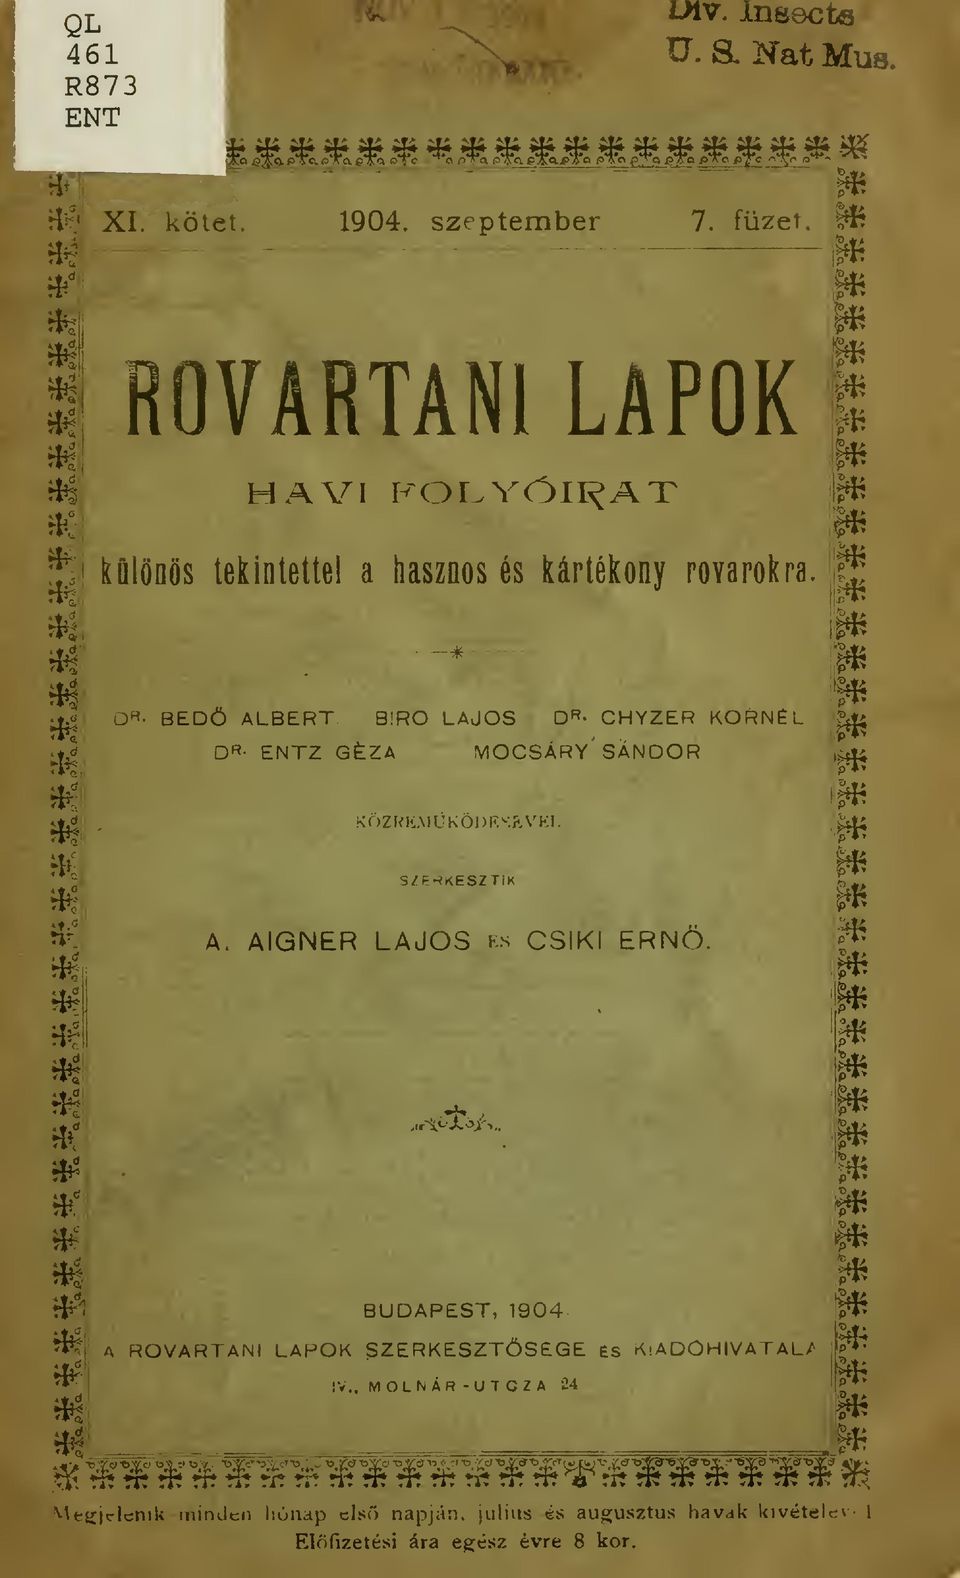 QL
461
R873
ENT
Div. Insects
U. S. Nat Mus.
XI. kötet. 1904. szeptember 7. füzet.
ROVARTANI LAPOK
HAVI FOLYÓIRAT
különös tekintettel a hasznos és kártékony rovarokra.
DR. BEDŐ ALBERT BIRO LAJOS DR. CHYZER KORNÉL
DR. ENTZ GÉZA MOCSÁRY SÁNDOR
KÖZREMŰKÖDÉSÉVEL
SZERKESZTIK
A. AIGNER LAJOS ÉS CSIKI ERNŐ.
BUDAPEST, 1904.
A ROVARTANI LAPOK SZERKESZTŐSÉGE ÉS KIADÓHIVATALA
IV., MOLNÁR-UTCZA 24
Megjelenik minden hónap első napján, julius és augusztus havak kivételével
Előfizetési ára egész évre 8 kor.